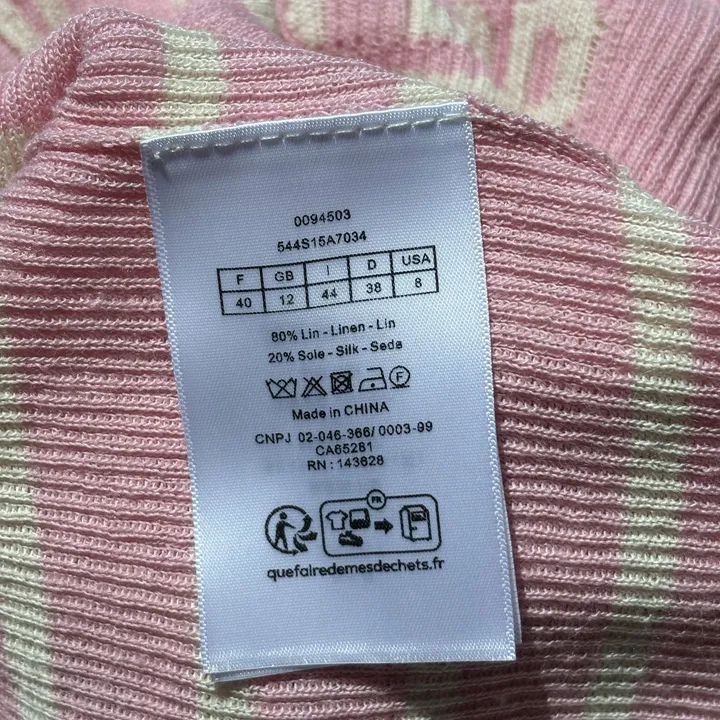 0094503
544S15A7034
F GB I D USA
40 12 44 38 8
80% Lin - Linen - Lin
20% Soie - Silk - Seda
F
Made in CHINA
CNPJ 02-046-366/ 0003-99
CA65281
RN : 143628
FR
quefairedemesdechets.fr